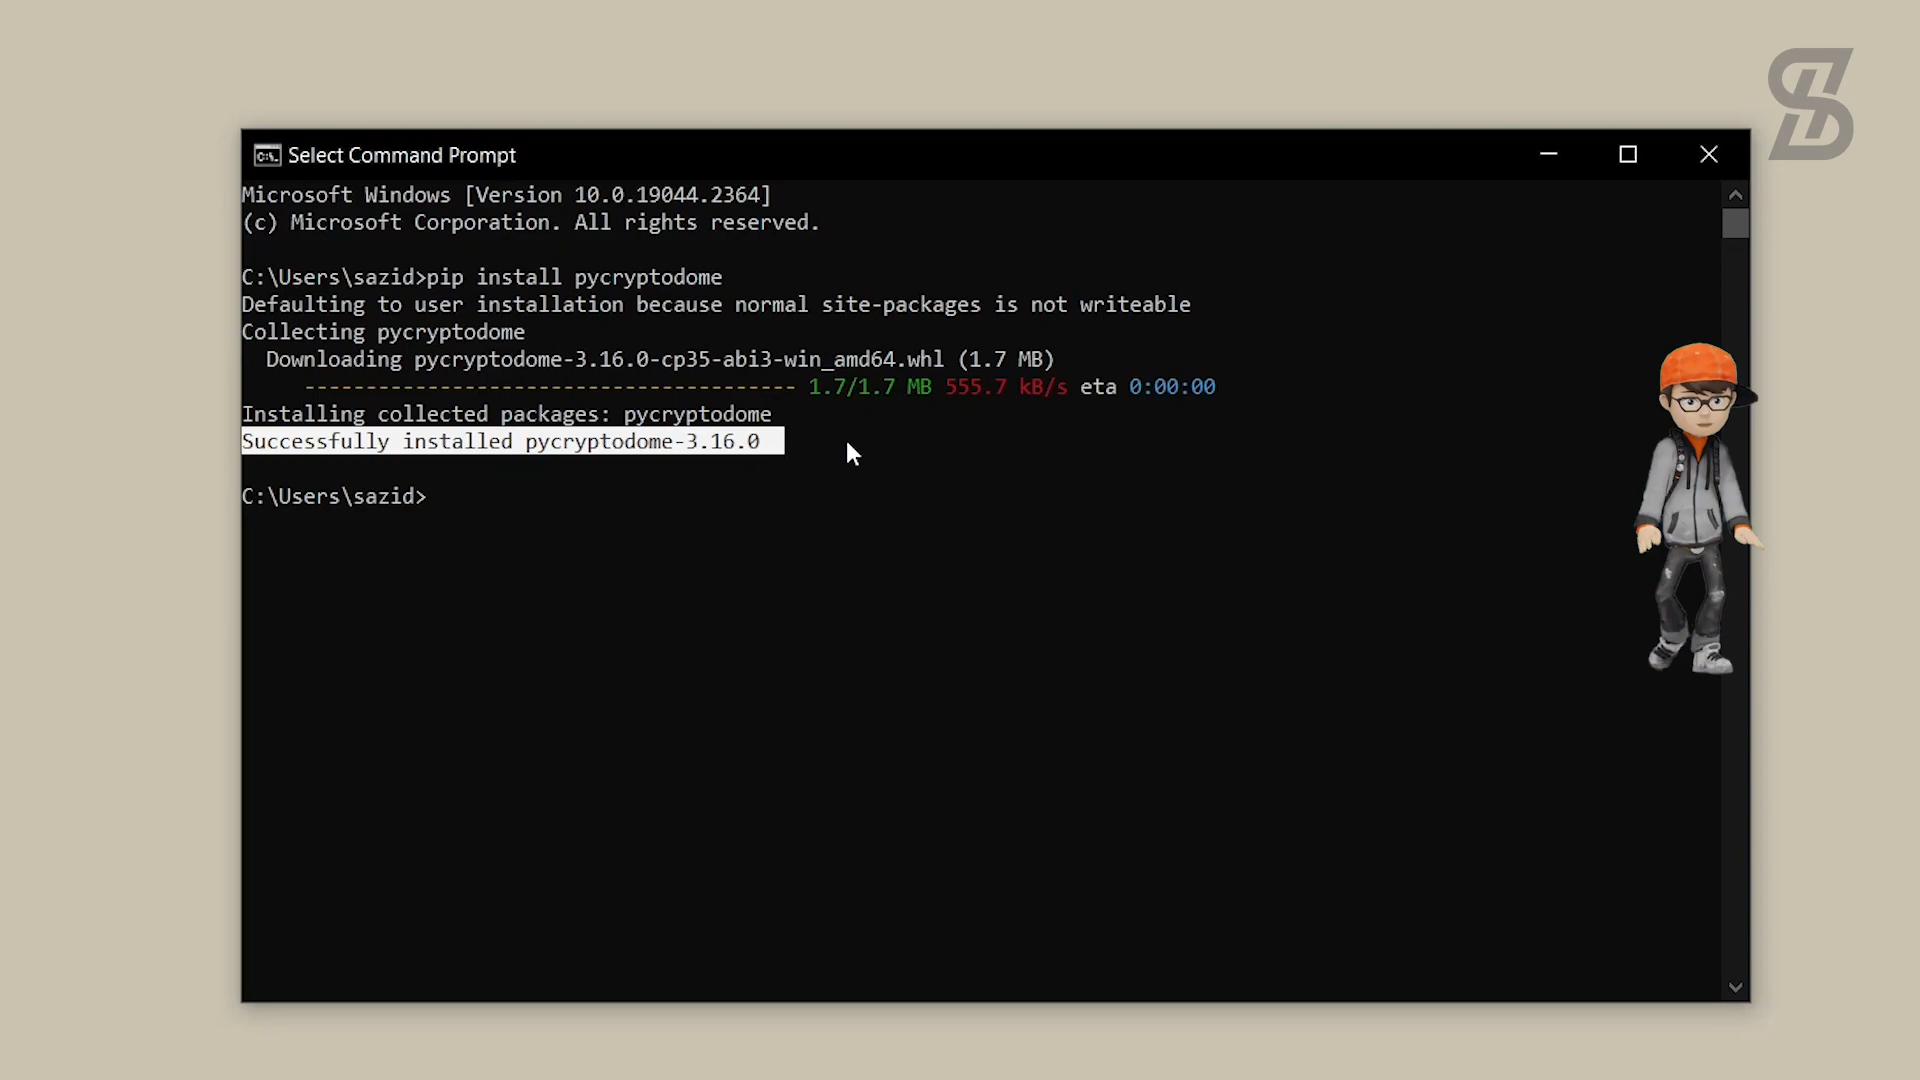 Select Command Prompt
Microsoft Windows [Version 10.0.19044.2364]
(c) Microsoft Corporation. All rights reserved.
C:\Users\sazid>pip install pycryptodome
Defaulting to user installation because normal site-packages is not writeable
Collecting pycryptodome
  Downloading pycryptodome-3.16.0-cp35-abi3-win_amd64.whl (1.7 MB)
     ---------------------------------------- 1.7/1.7 MB 555.7 kB/s eta 0:00:00
Installing collected packages: pycryptodome
Successfully installed pycryptodome-3.16.0
C:\Users\sazid>